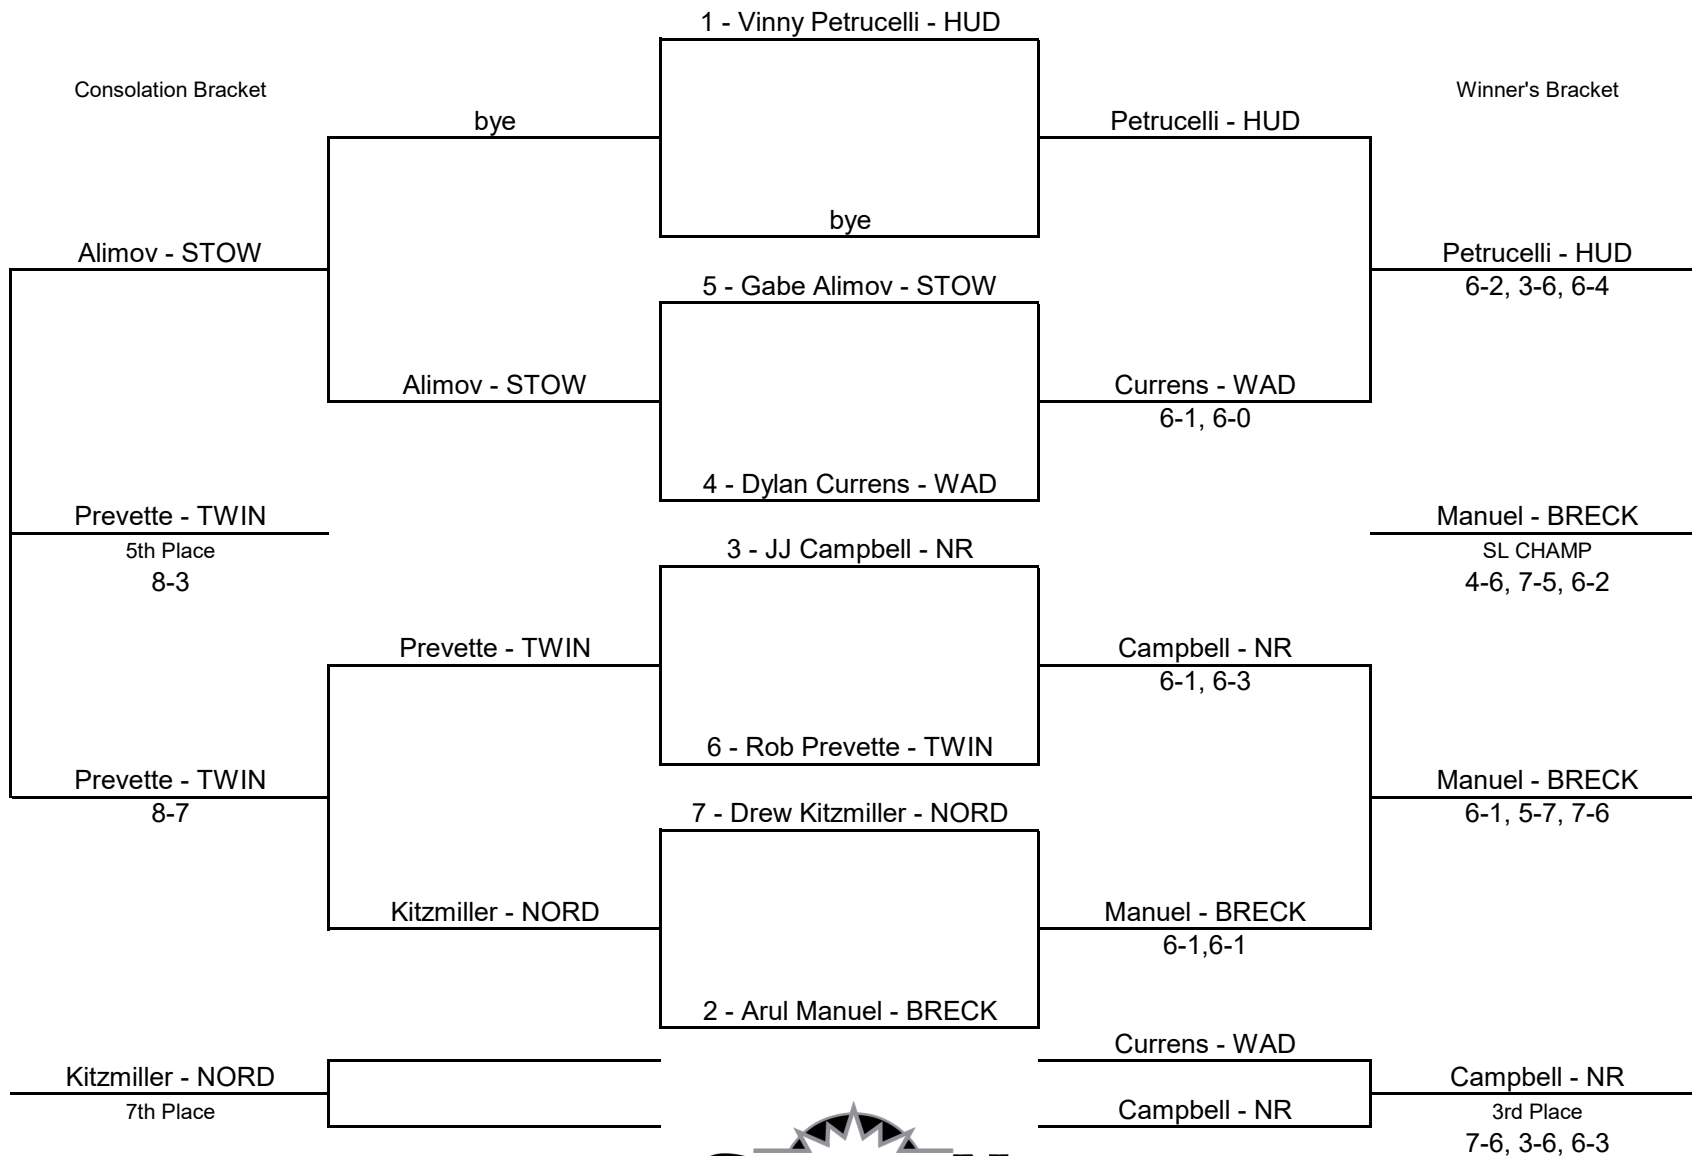 1 - Vinny Petrucelli - HUD
Consolation Bracket
Winner's Bracket
bye
Petrucelli - HUD
bye
Alimov - STOW
Petrucelli - HUD
5 - Gabe Alimov - STOW
6-2, 3-6, 6-4
Alimov - STOW
Currens - WAD
6-1, 6-0
4 - Dylan Currens - WAD
Prevette - TWIN
Manuel - BRECK
5th Place
3 - JJ Campbell - NR
SL CHAMP
8-3
4-6, 7-5, 6-2
Prevette - TWIN
Campbell - NR
6-1, 6-3
6 - Rob Prevette - TWIN
Prevette - TWIN
Manuel - BRECK
8-7
7 - Drew Kitzmiller - NORD
6-1, 5-7, 7-6
Kitzmiller - NORD
Manuel - BRECK
6-1,6-1
2 - Arul Manuel - BRECK
Currens - WAD
Kitzmiller - NORD
Campbell - NR
7th Place
Campbell - NR
3rd Place
7-6, 3-6, 6-3